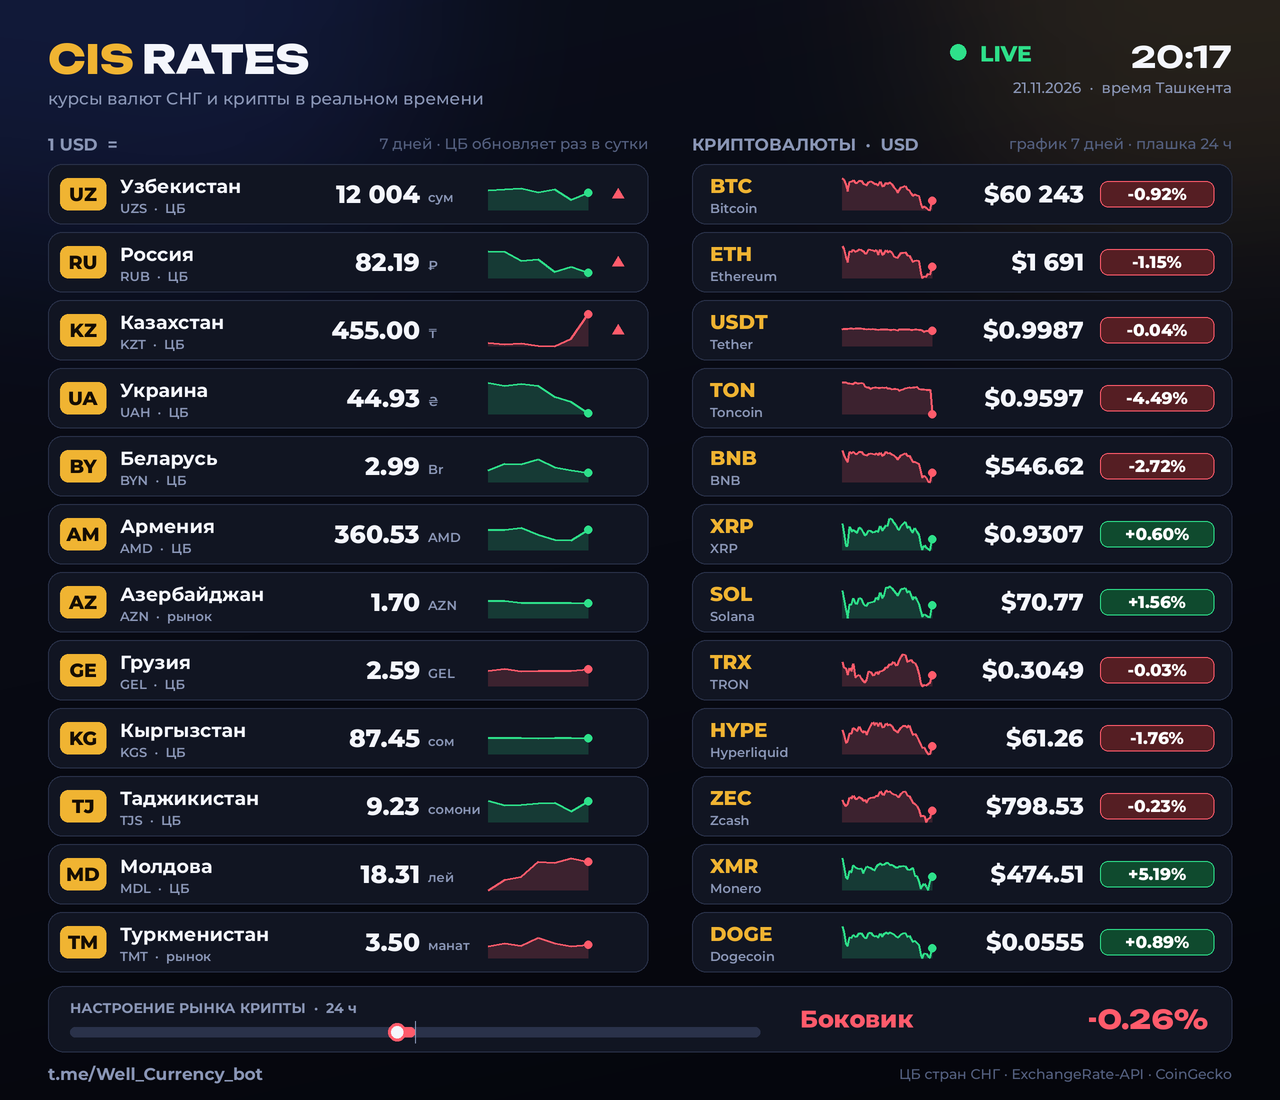 CIS RATES
курсы валют СНГ и крипты в реальном времени
LIVE
20:17
21.11.2026 · время Ташкента
1 USD =
7 дней · ЦБ обновляет раз в сутки
UZ Узбекистан 12 004 сум
UZS · ЦБ
RU Россия 82.19 ₽
RUB · ЦБ
KZ Казахстан 455.00 ₸
KZT · ЦБ
UA Украина 44.93 ₴
UAH · ЦБ
BY Беларусь 2.99 Br
BYN · ЦБ
AM Армения 360.53 AMD
AMD · ЦБ
AZ Азербайджан 1.70 AZN
AZN · рынок
GE Грузия 2.59 GEL
GEL · ЦБ
KG Кыргызстан 87.45 сом
KGS · ЦБ
TJ Таджикистан 9.23 сомони
TJS · ЦБ
MD Молдова 18.31 лей
MDL · ЦБ
TM Туркменистан 3.50 манат
TMT · рынок
КРИПТОВАЛЮТЫ · USD
график 7 дней · плашка 24 ч
BTC $60 243 -0.92%
Bitcoin
ETH $1 691 -1.15%
Ethereum
USDT $0.9987 -0.04%
Tether
TON $0.9597 -4.49%
Toncoin
BNB $546.62 -2.72%
BNB
XRP $0.9307 +0.60%
XRP
SOL $70.77 +1.56%
Solana
TRX $0.3049 -0.03%
TRON
HYPE $61.26 -1.76%
Hyperliquid
ZEC $798.53 -0.23%
Zcash
XMR $474.51 +5.19%
Monero
DOGE $0.0555 +0.89%
Dogecoin
НАСТРОЕНИЕ РЫНКА КРИПТЫ · 24 ч
Боковик
-0.26%
t.me/Well_Currency_bot
ЦБ стран СНГ · ExchangeRate-API · CoinGecko